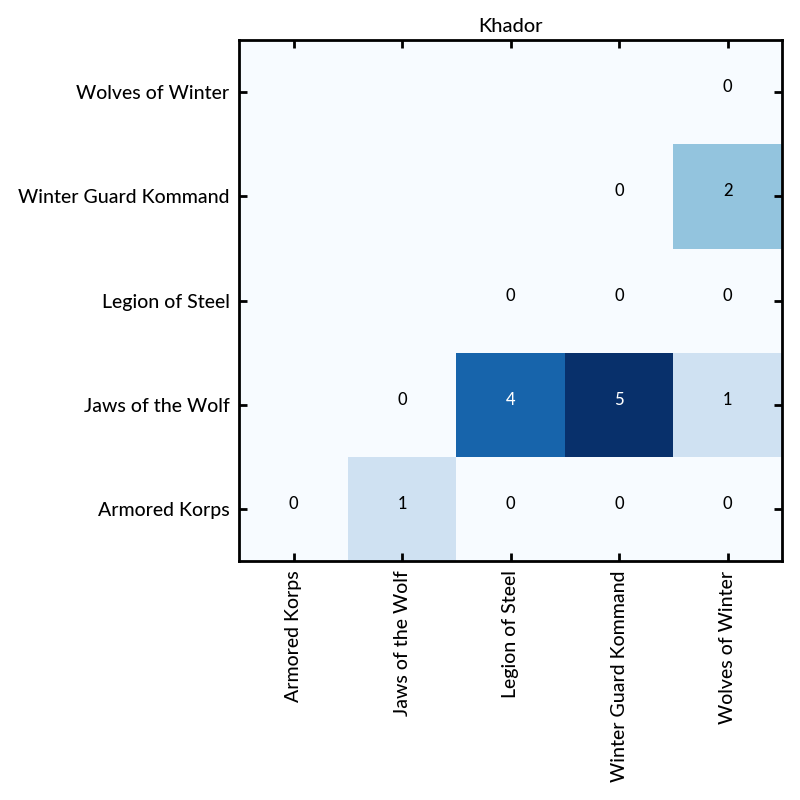 Khador
Wolves of Winter 0
Winter Guard Kommand 0 2
Legion of Steel 0 0 0
Jaws of the Wolf 0 4 5 1
Armored Korps 0 1 0 0 0
Armored Korps
Jaws of the Wolf
Legion of Steel
Winter Guard Kommand
Wolves of Winter